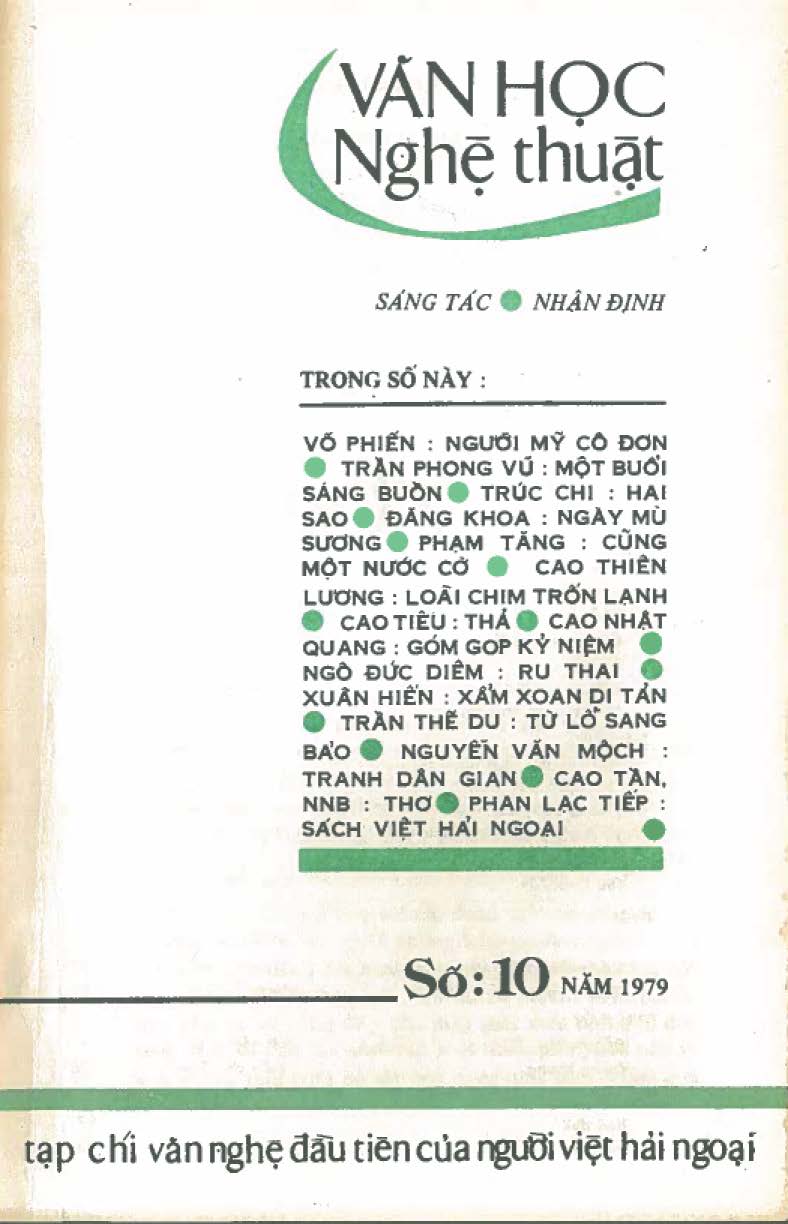 VĂN HỌC
Nghệ thuật
SÁNG TÁC ● NHẬN ĐỊNH
TRONG SỐ NÀY :
VÕ PHIẾN : NGƯỜI MỸ CÔ ĐƠN
● TRẦN PHONG VŨ : MỘT BUỔI
SÁNG BUỒN ● TRÚC CHI : HAI
SAO ● ĐĂNG KHOA : NGÀY MÙ
SƯƠNG ● PHẠM TĂNG : CŨNG
MỘT NƯỚC CỜ ● CAO THIÊN
LƯƠNG : LOÀI CHIM TRỐN LẠNH
● CAO TIÊU : THẢ ● CAO NHẬT
QUANG : GÓM GOP KỶ NIỆM ●
NGÔ ĐỨC DIỄM : RU THAI ●
XUÂN HIẾN : XẨM XOAN DI TẢN
● TRẦN THẾ DU : TỪ LỖ SANG
BẢO ● NGUYỄN VĂN MỘCH :
TRANH DÂN GIAN ● CAO TẦN,
NNB : THƠ ● PHAN LẠC TIẾP :
SÁCH VIỆT HẢI NGOẠI ●
Số: 10 NĂM 1979
tạp chí văn nghệ đầu tiên của người việt hải ngoại